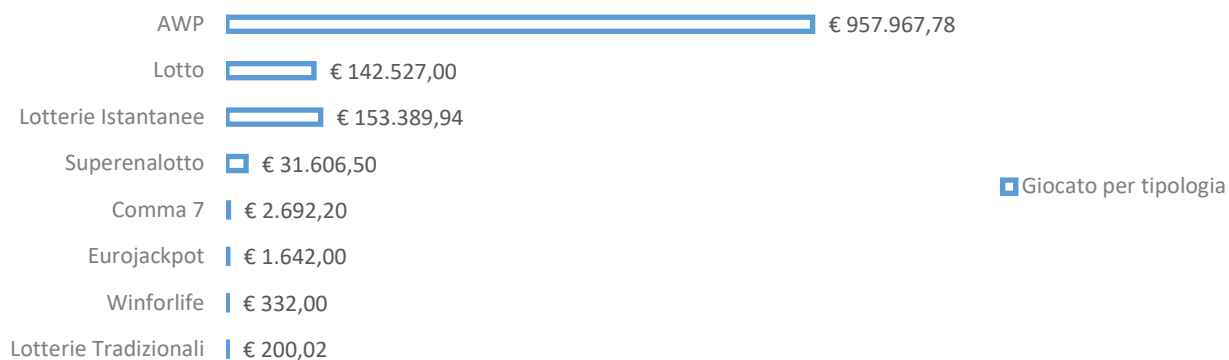 AWP € 957.967,78
Lotto € 142.527,00
Lotterie Istantanee € 153.389,94
Superenalotto € 31.606,50
Giocato per tipologia
Comma 7 € 2.692,20
Eurojackpot € 1.642,00
Winforlife € 332,00
Lotterie Tradizionali € 200,02